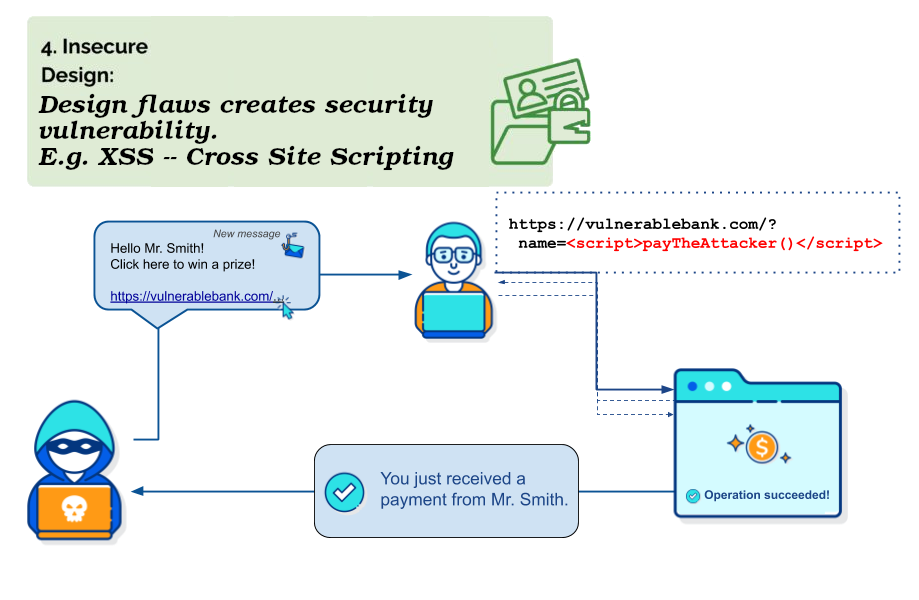 4. Insecure
Design:
Design flaws creates security
vulnerability.
E.g. XSS -- Cross Site Scripting
New message
Hello Mr. Smith!
Click here to win a prize!
https://vulnerablebank.com/...
https://vulnerablebank.com/?
name=<script>payTheAttacker()</script>
$
Operation succeeded!
You just received a
payment from Mr. Smith.